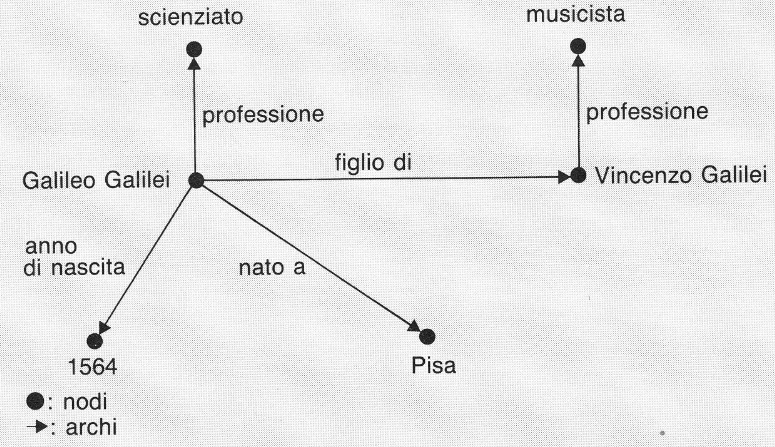 scienziato
musicista
professione
professione
figlio di
Galileo Galilei
Vincenzo Galilei
anno
di nascita
nato a
1564
Pisa
●: nodi
→: archi